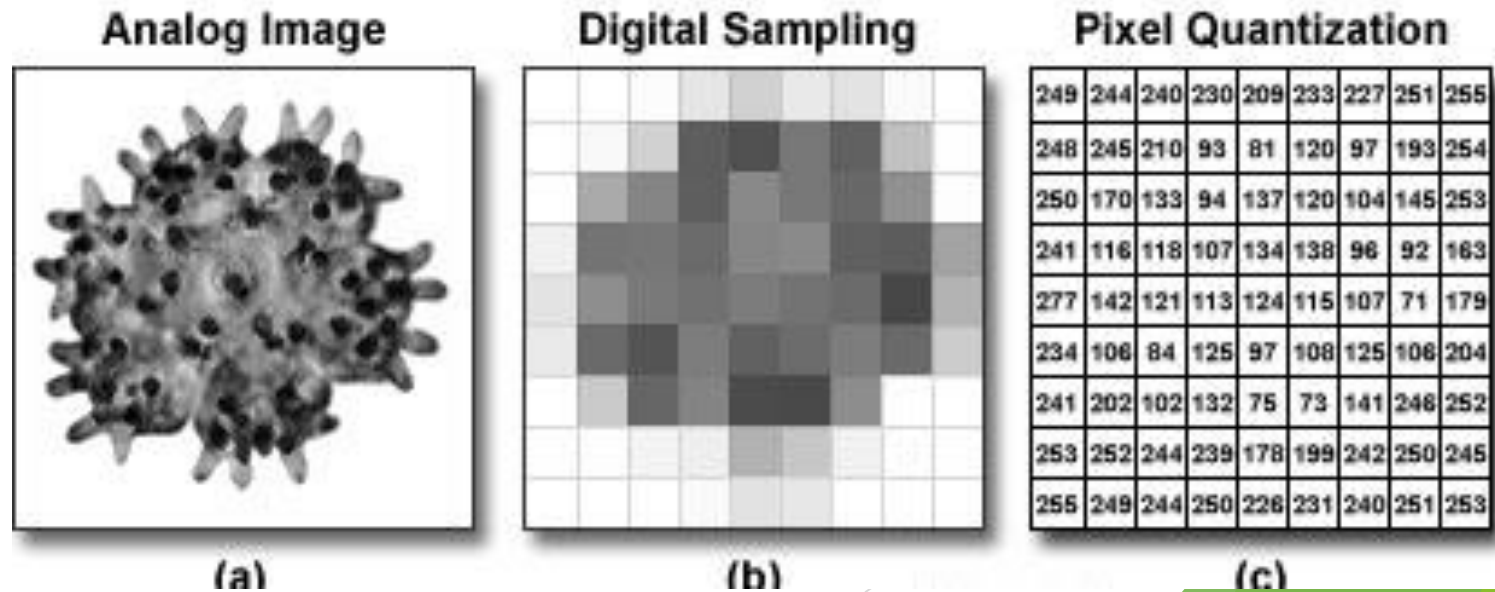 Analog Image Digital Sampling Pixel Quantization
249 244 240 230 209 233 227 251 255
248 245 210 93 81 120 97 193 254
250 170 133 94 137 120 104 145 253
241 116 118 107 134 138 96 92 163
277 142 121 113 124 115 107 71 179
234 106 84 125 97 108 125 106 204
241 202 102 132 75 73 141 246 252
253 252 244 239 178 199 242 250 245
255 249 244 250 226 231 240 251 253
(a) (b) (c)